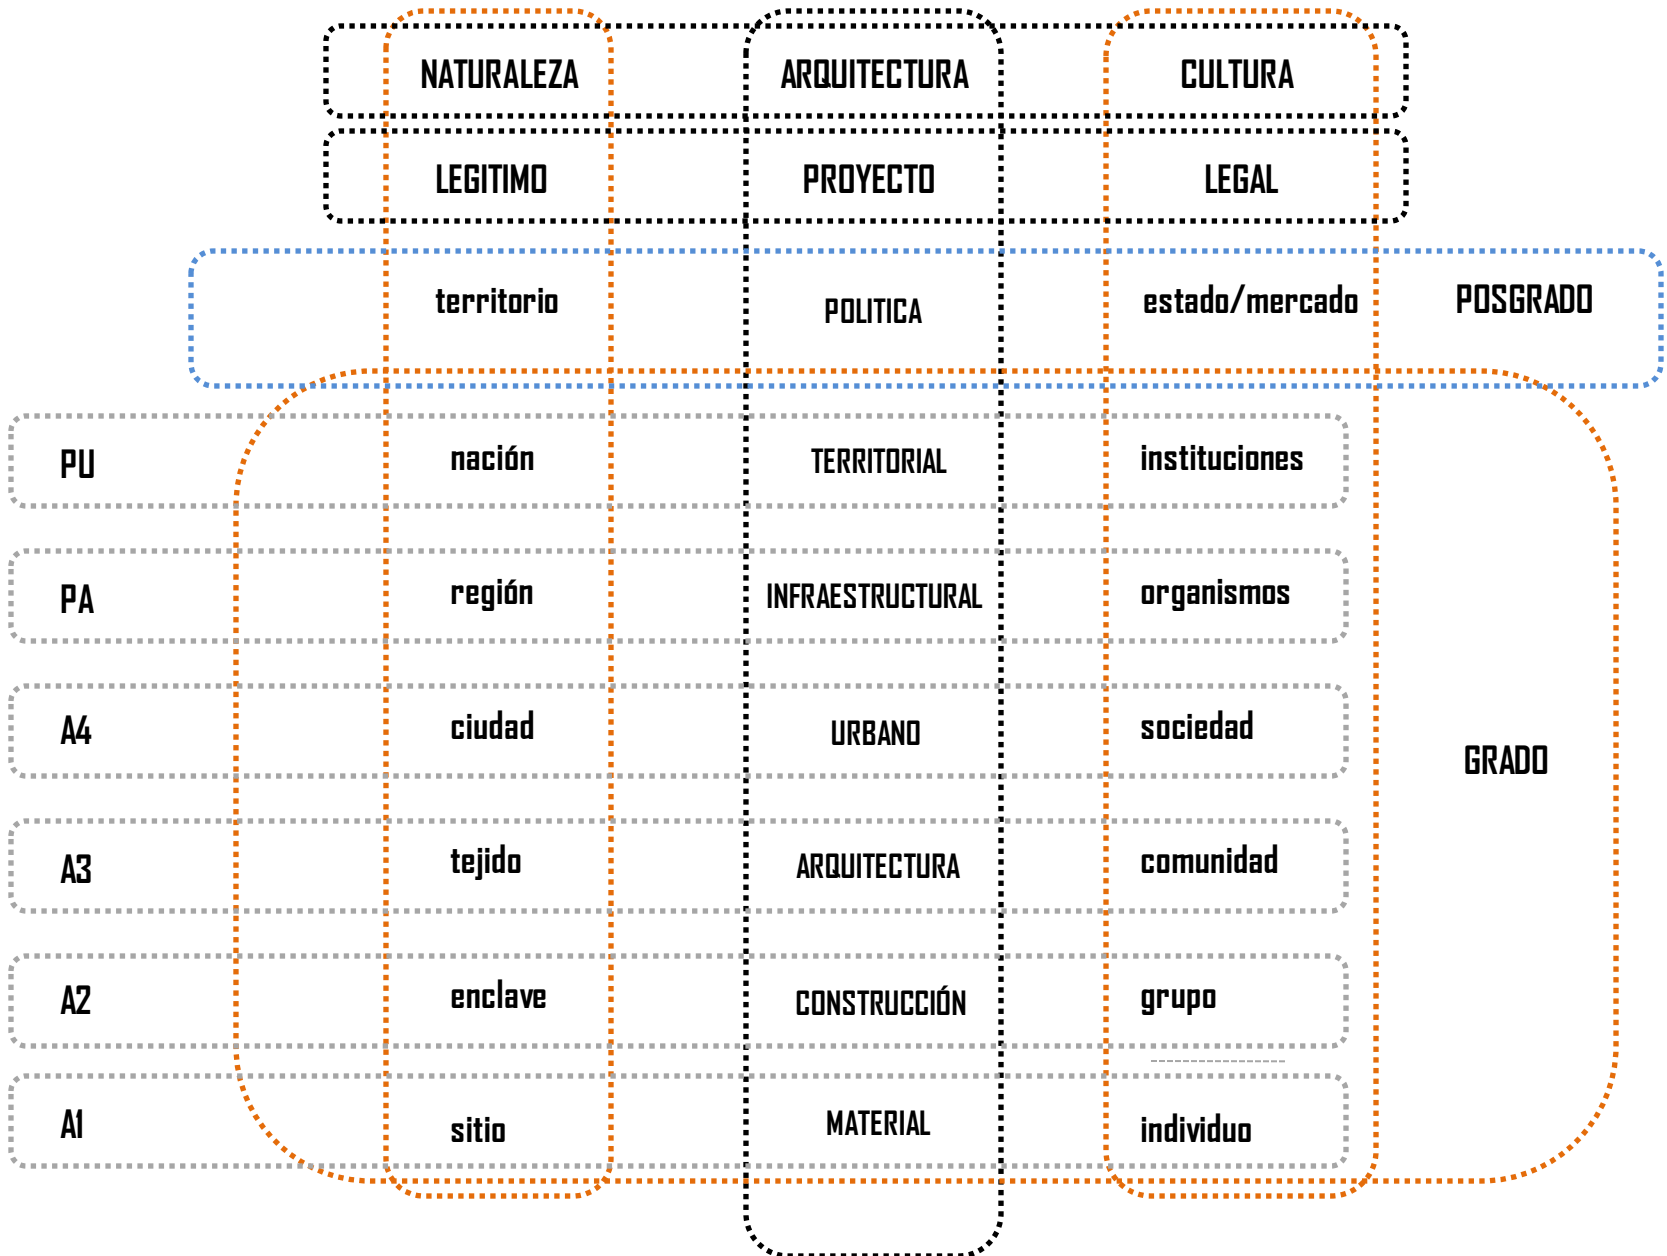 NATURALEZA ARQUITECTURA CULTURA
LEGITIMO PROYECTO LEGAL
territorio POLITICA estado/mercado POSGRADO
PU nación TERRITORIAL instituciones
PA región INFRAESTRUCTURAL organismos
A4 ciudad URBANO sociedad
GRADO
A3 tejido ARQUITECTURA comunidad
A2 enclave CONSTRUCCIÓN grupo
A1 sitio MATERIAL individuo